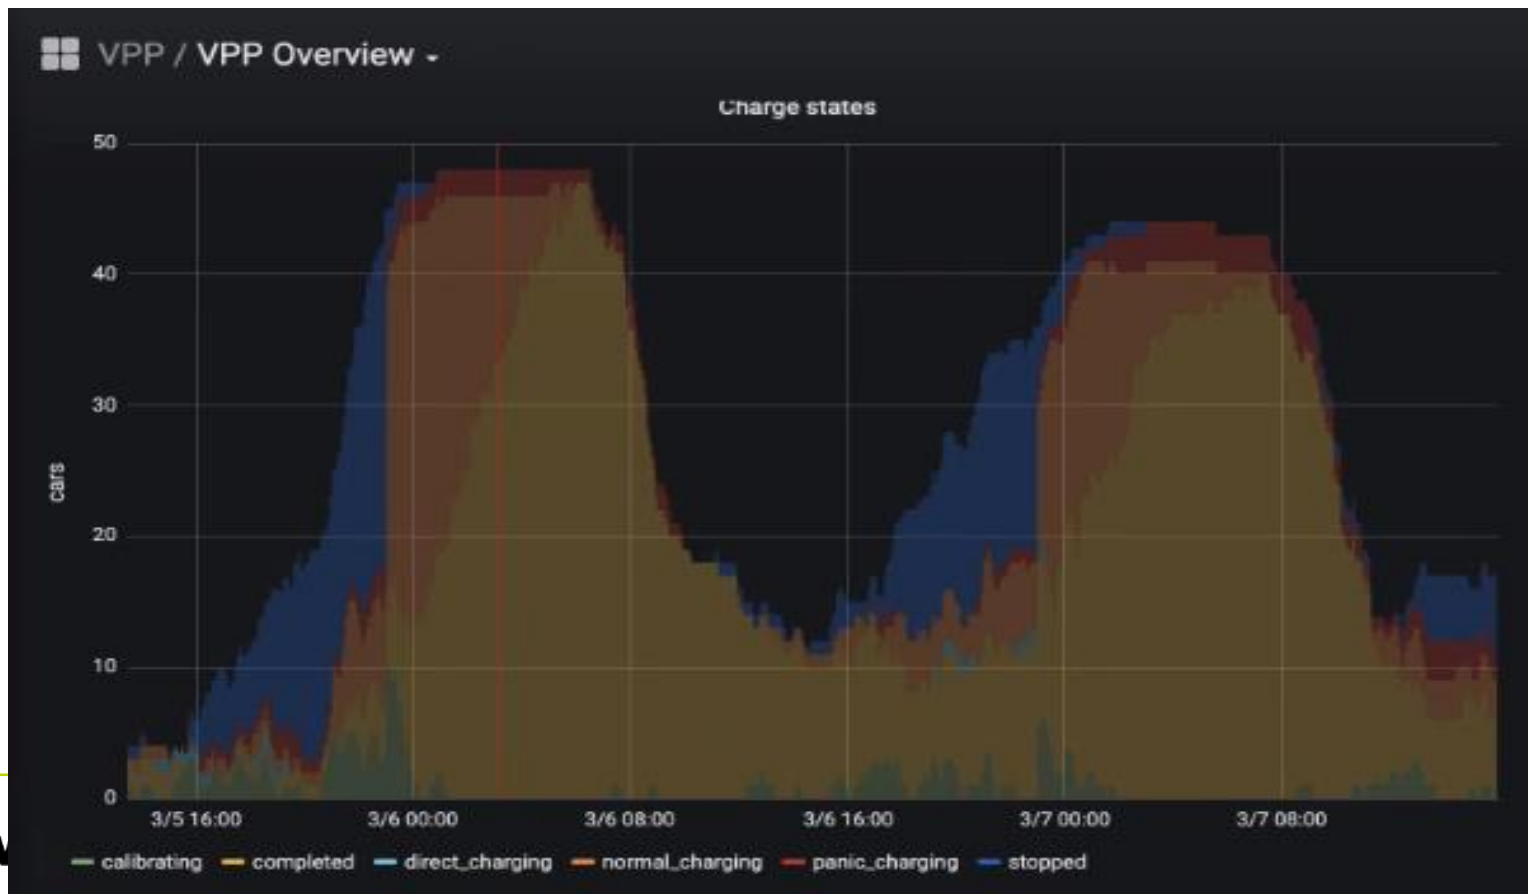 VPP / VPP Overview
Charge states
50
40
30
20
10
0
cars
3/5 16:00 3/6 00:00 3/6 08:00 3/6 16:00 3/7 00:00 3/7 08:00
calibrating completed direct_charging normal_charging panic_charging stopped